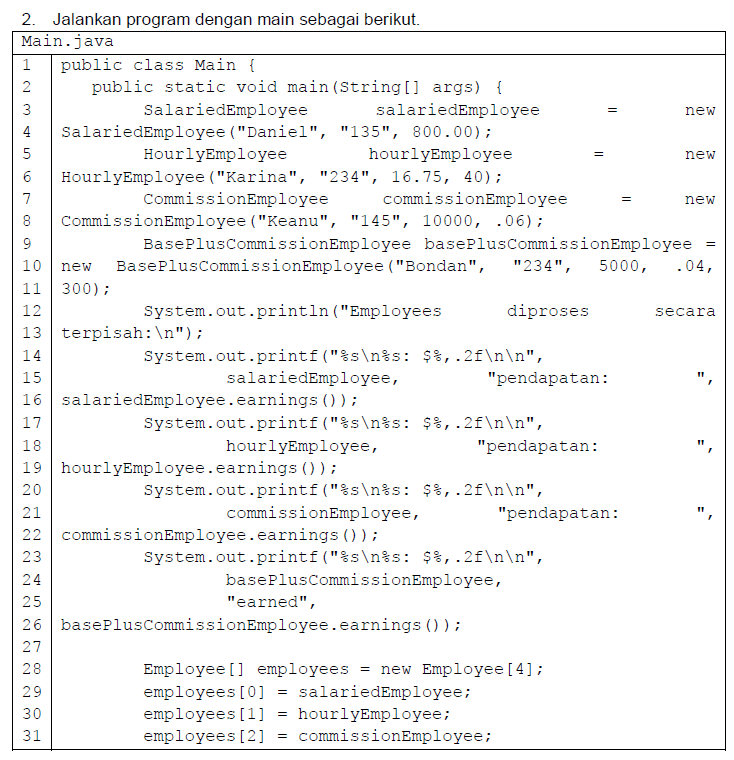 2. Jalankan program dengan main sebagai berikut.
Main.java
1 public class Main {
2 public static void main(String[] args) {
3 SalariedEmployee salariedEmployee = new
4 SalariedEmployee("Daniel", "135", 800.00);
5 HourlyEmployee hourlyEmployee = new
6 HourlyEmployee("Karina", "234", 16.75, 40);
7 CommissionEmployee commissionEmployee = new
8 CommissionEmployee("Keanu", "145", 10000, .06);
9 BasePlusCommissionEmployee basePlusCommissionEmployee =
10 new BasePlusCommissionEmployee("Bondan", "234", 5000, .04,
11 300);
12 System.out.println("Employees diproses secara
13 terpisah:\n");
14 System.out.printf("%s\n%s: $%,.2f\n\n",
15 salariedEmployee, "pendapatan: ",
16 salariedEmployee.earnings());
17 System.out.printf("%s\n%s: $%,.2f\n\n",
18 hourlyEmployee, "pendapatan: ",
19 hourlyEmployee.earnings());
20 System.out.printf("%s\n%s: $%,.2f\n\n",
21 commissionEmployee, "pendapatan: ",
22 commissionEmployee.earnings());
23 System.out.printf("%s\n%s: $%,.2f\n\n",
24 basePlusCommissionEmployee,
25 "earned",
26 basePlusCommissionEmployee.earnings());
27
28 Employee[] employees = new Employee[4];
29 employees[0] = salariedEmployee;
30 employees[1] = hourlyEmployee;
31 employees[2] = commissionEmployee;